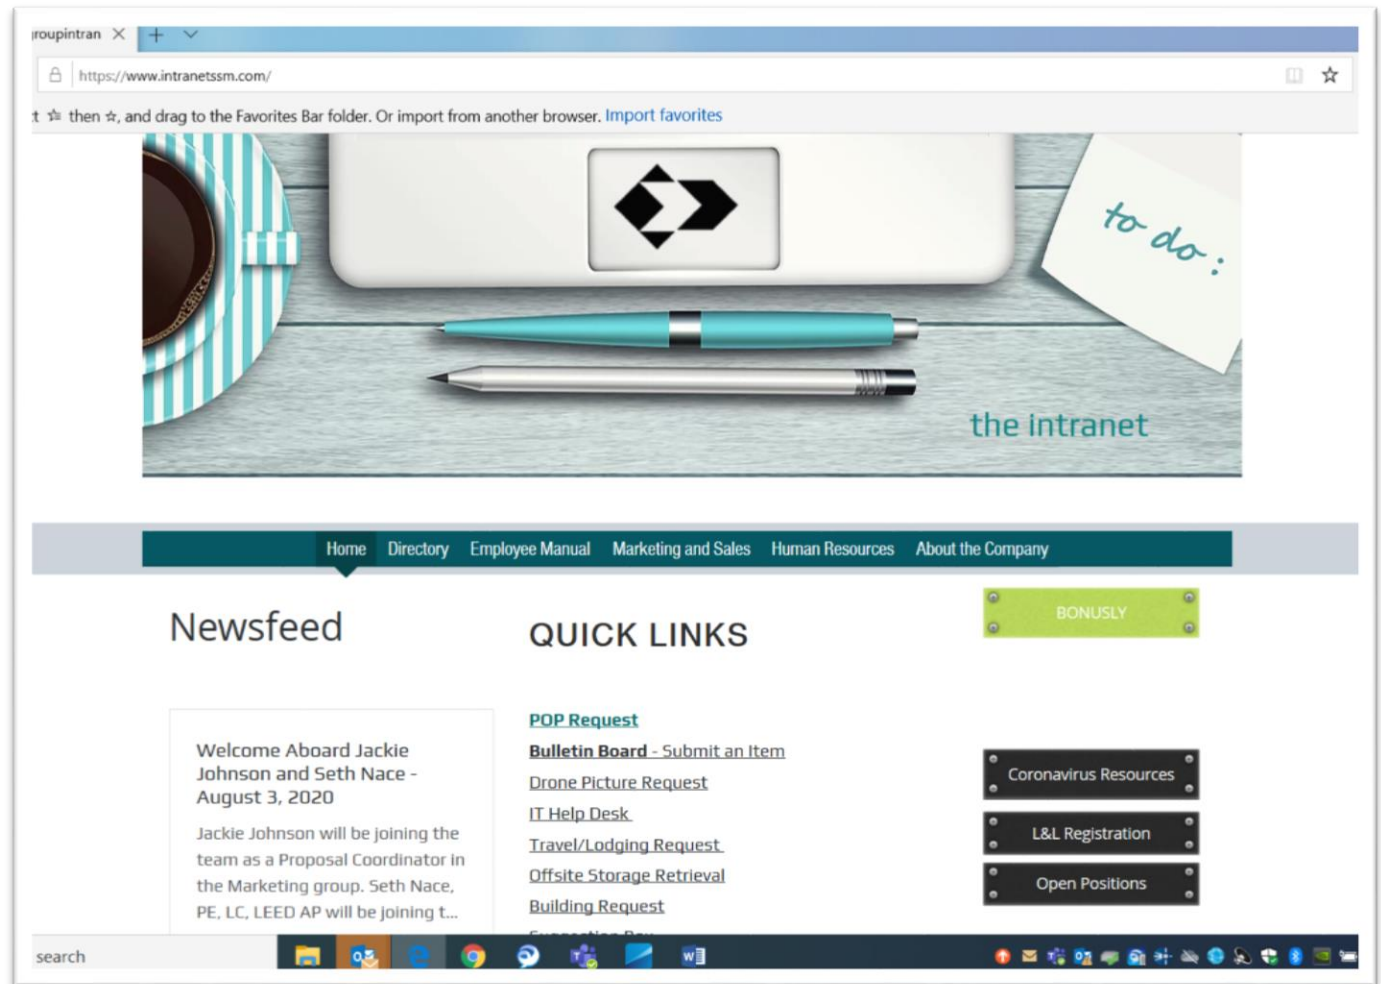 groupintran
https://www.intranetssm.com/
then ☆, and drag to the Favorites Bar folder. Or import from another browser. Import favorites
to do :
the intranet
Home Directory Employee Manual Marketing and Sales Human Resources About the Company
Newsfeed
Welcome Aboard Jackie
Johnson and Seth Nace -
August 3, 2020
Jackie Johnson will be joining the
team as a Proposal Coordinator in
the Marketing group. Seth Nace,
PE, LC, LEED AP will be joining t...
QUICK LINKS
POP Request
Bulletin Board - Submit an Item
Drone Picture Request
IT Help Desk
Travel/Lodging Request
Offsite Storage Retrieval
Building Request
BONUSLY
Coronavirus Resources
L&L Registration
Open Positions
search